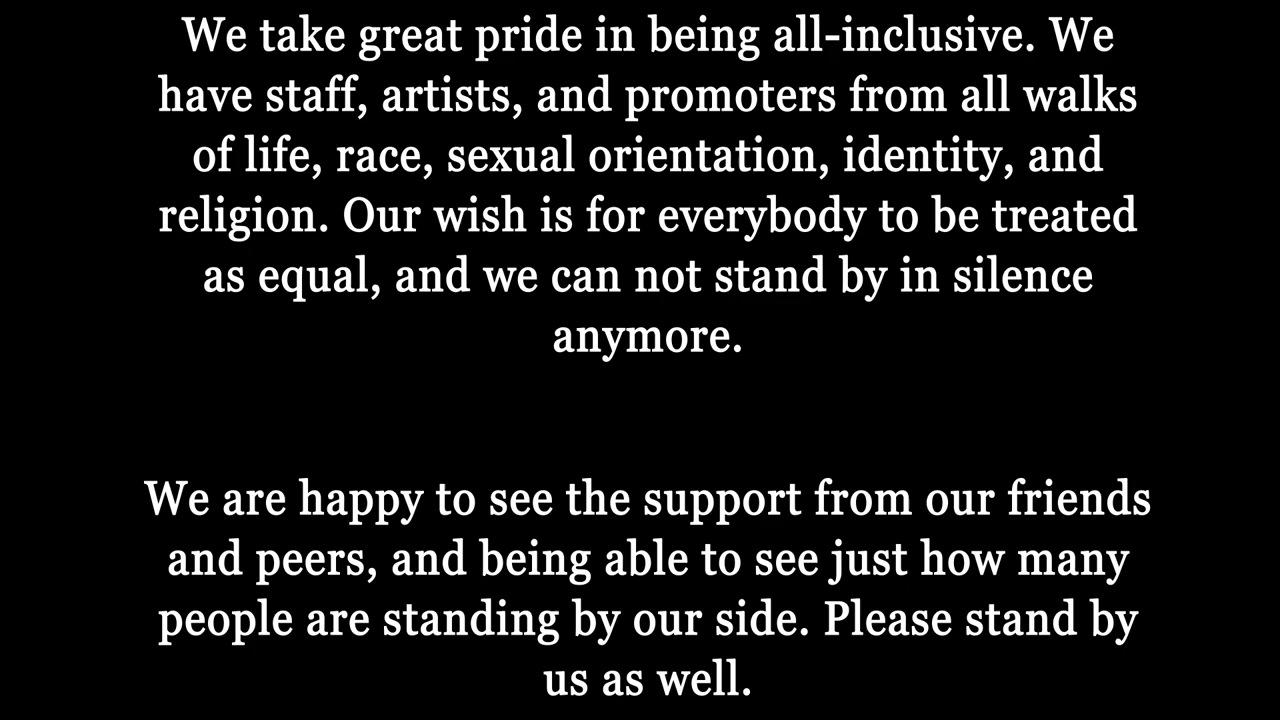 We take great pride in being all-inclusive. We
have staff, artists, and promoters from all walks
of life, race, sexual orientation, identity, and
religion. Our wish is for everybody to be treated
as equal, and we can not stand by in silence
anymore.
We are happy to see the support from our friends
and peers, and being able to see just how many
people are standing by our side. Please stand by
us as well.